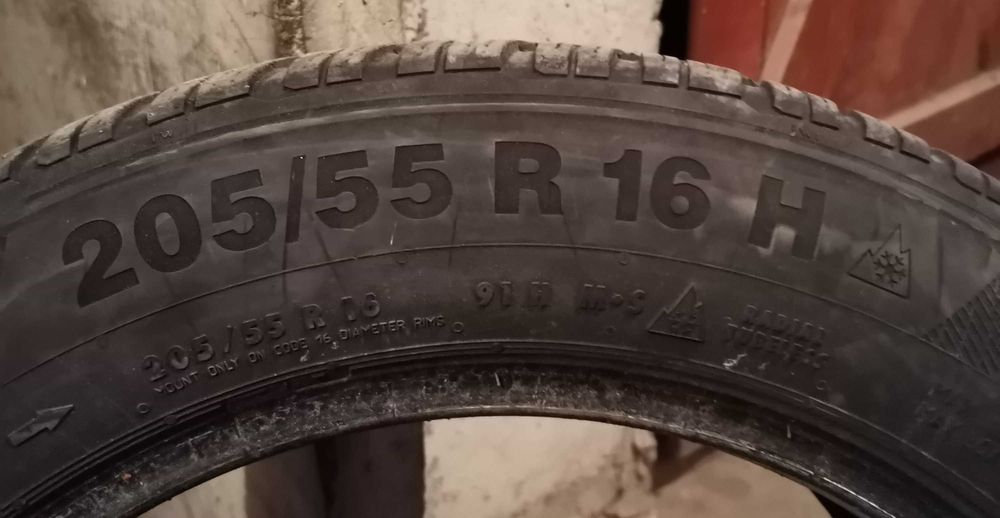 205/55 R 16 H
205/55 R 16 91 H M+S RADIAL
TUBELESS
MOUNT ONLY ON CODE 16 DIAMETER RIMS